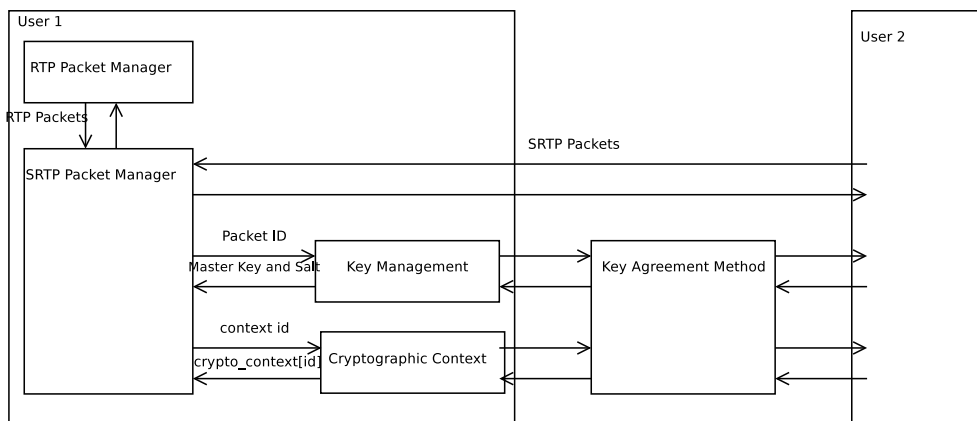 User 1
User 2
RTP Packet Manager
RTP Packets
SRTP Packets
SRTP Packet Manager
Packet ID
Master Key and Salt
Key Management
Key Agreement Method
context id
crypto_context[id]
Cryptographic Context